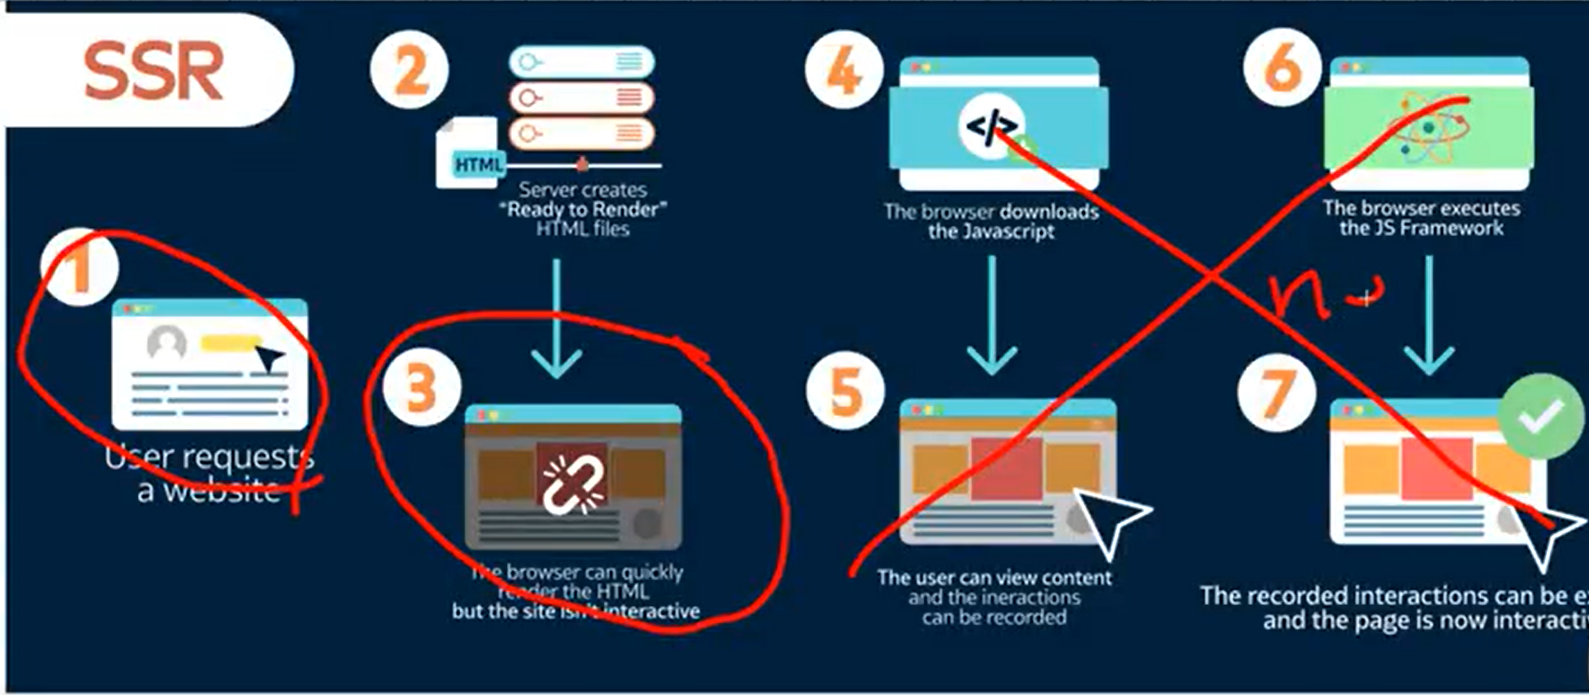 SSR
1
User requests
a website
2
HTML
Server creates
"Ready to Render"
HTML files
3
The browser can quickly
render the HTML
but the site isn't interactive
4
</>
The browser downloads
the Javascript
5
The user can view content
and the ineractions
can be recorded
6
The browser executes
the JS Framework
no
7
The recorded interactions can be
and the page is now